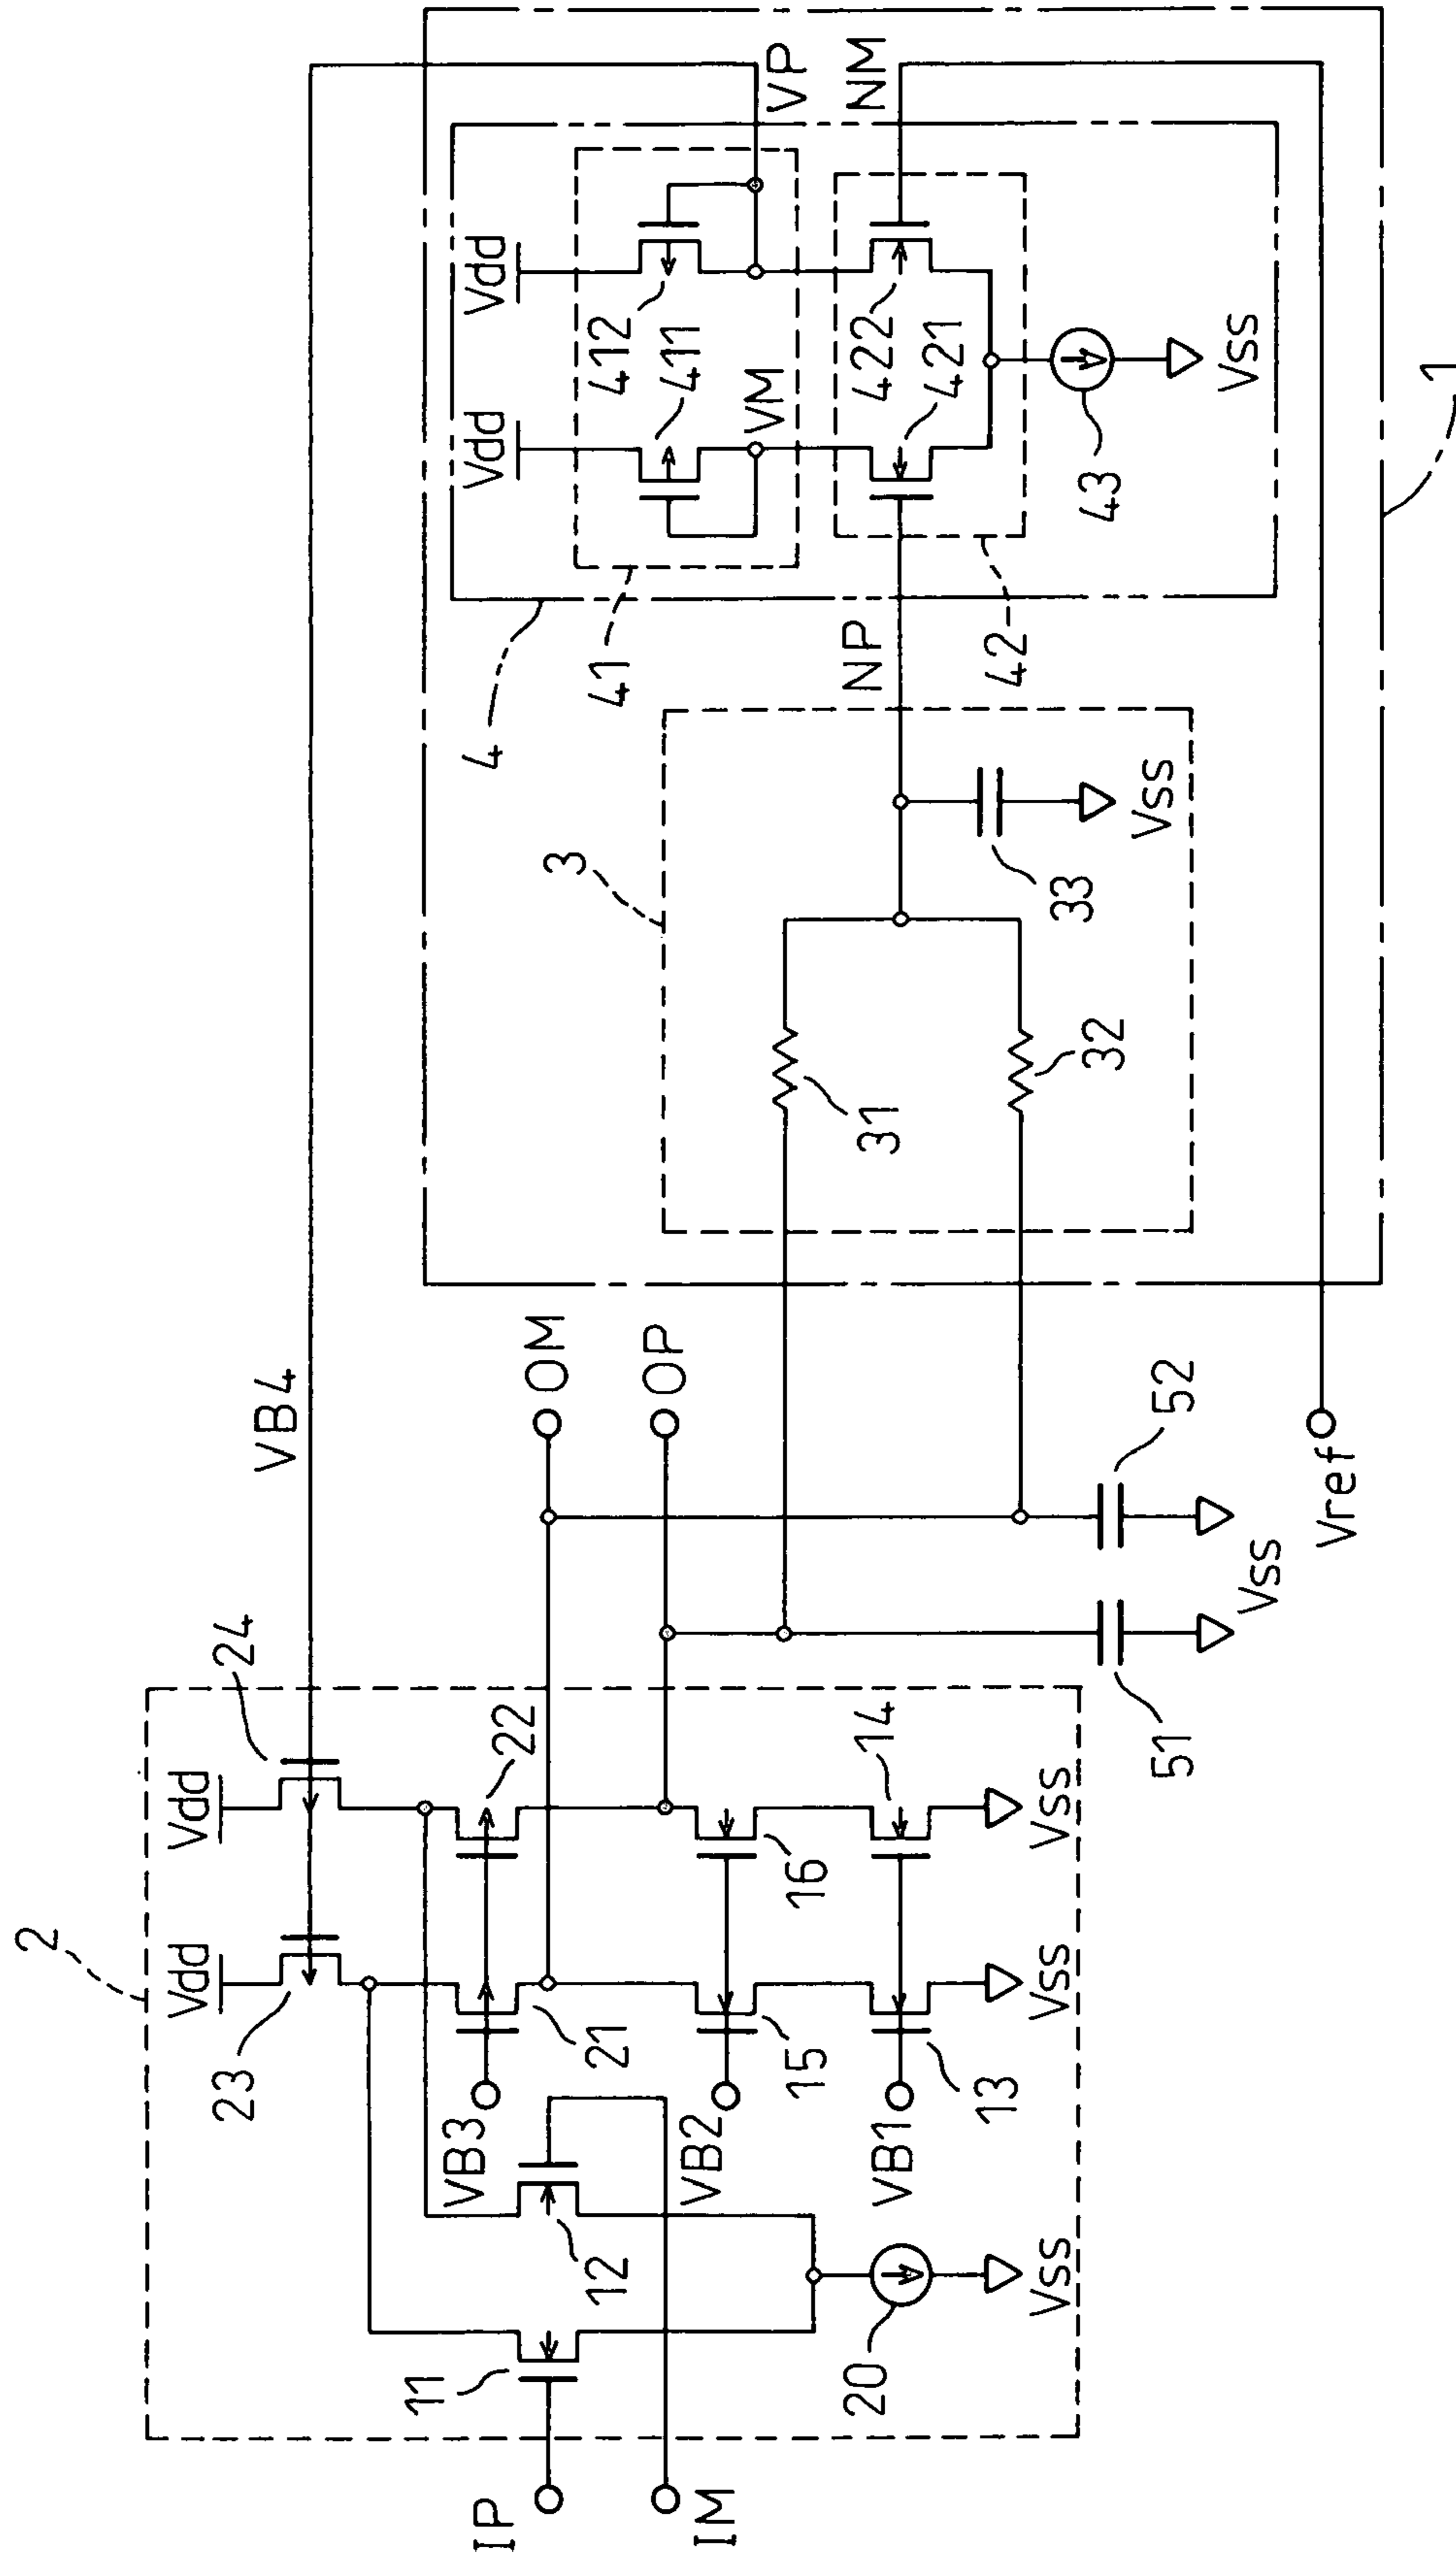 2
Vdd
Vdd
23
24
VB4
IP
IM
11
12
20
Vss
VB3
VB2
VB1
21
22
15
16
13
14
Vss
Vss
OM
OP
51
52
Vss
Vref
3
31
32
33
Vss
NP
4
41
42
Vdd
Vdd
412
411
VM
VP
NM
422
421
43
Vss
1